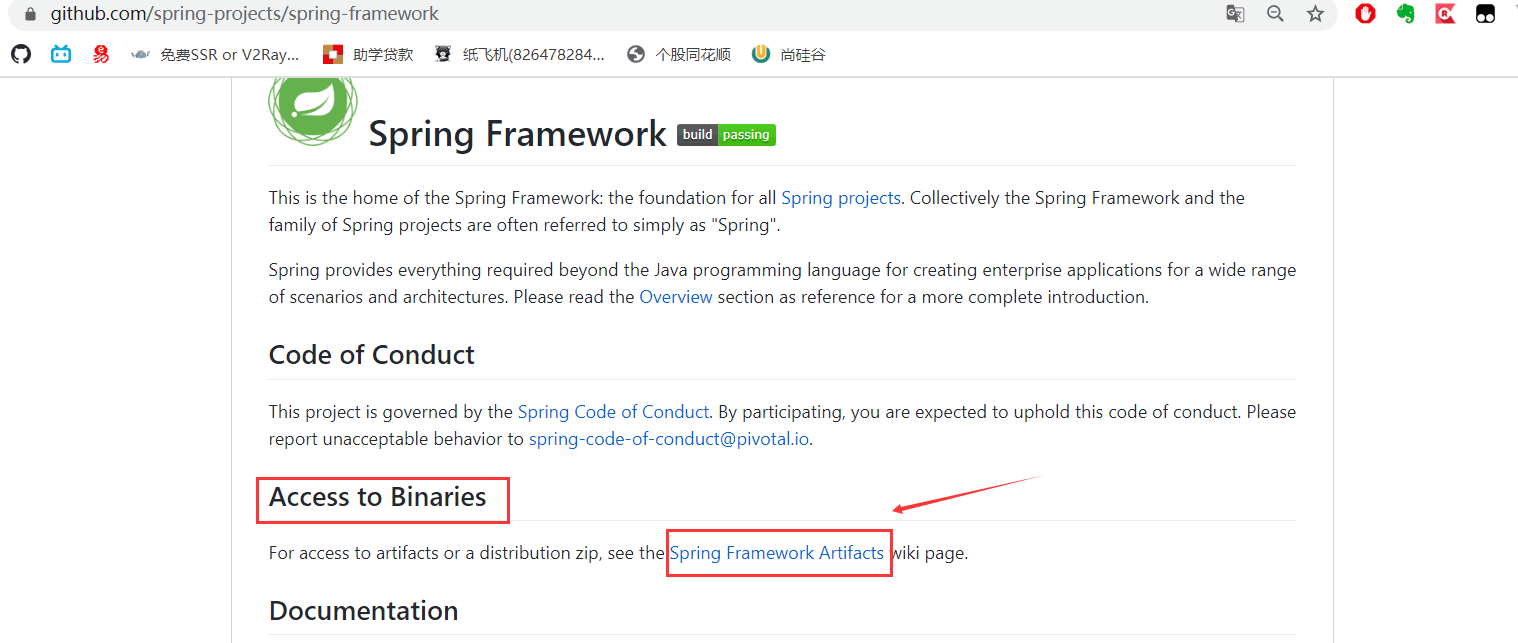 github.com/spring-projects/spring-framework
免费SSR or V2Ray... 助学贷款 纸飞机(826478284... 个股同花顺 尚硅谷
Spring Framework build passing
This is the home of the Spring Framework: the foundation for all Spring projects. Collectively the Spring Framework and the
family of Spring projects are often referred to simply as "Spring".
Spring provides everything required beyond the Java programming language for creating enterprise applications for a wide range
of scenarios and architectures. Please read the Overview section as reference for a more complete introduction.
Code of Conduct
This project is governed by the Spring Code of Conduct. By participating, you are expected to uphold this code of conduct. Please
report unacceptable behavior to spring-code-of-conduct@pivotal.io.
Access to Binaries
For access to artifacts or a distribution zip, see the Spring Framework Artifacts wiki page.
Documentation